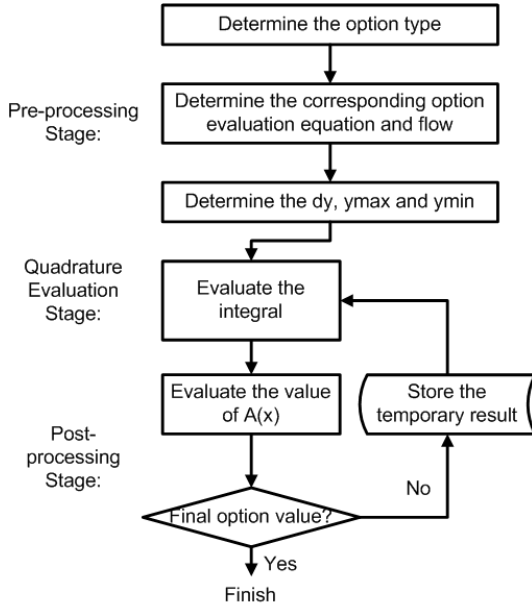 Determine the option type
Pre-processing
Stage:
Determine the corresponding option
evaluation equation and flow
Determine the dy, ymax and ymin
Quadrature
Evaluation
Stage:
Evaluate the
integral
Evaluate the value
of A(x)
Store the
temporary result
Post-
processing
Stage:
No
Final option value?
Yes
Finish